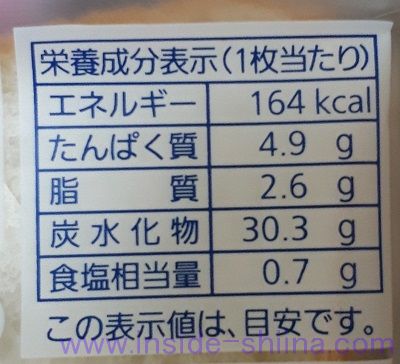 栄養成分表示(1枚当たり)
エネルギー 164 kcal
たんぱく質 4.9 g
脂質 2.6 g
炭水化物 30.3 g
食塩相当量 0.7 g
この表示値は、目安です。
www.inside-shiina.com